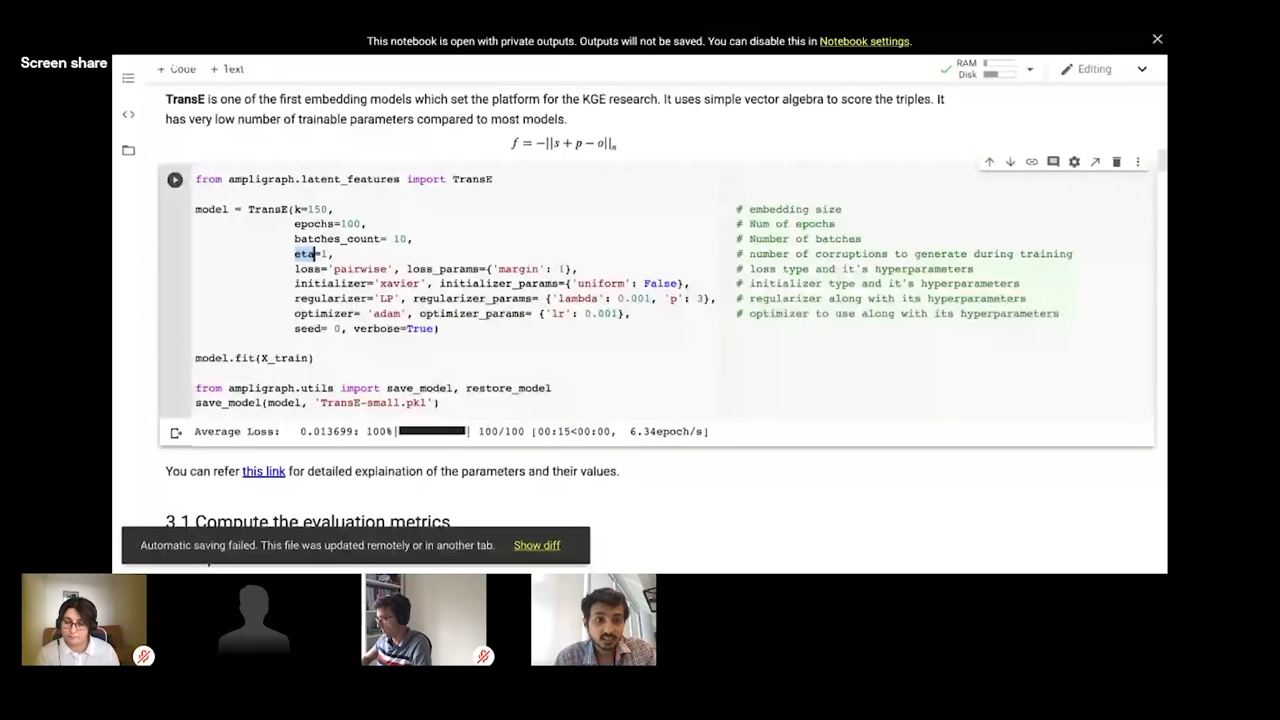 This notebook is open with private outputs. Outputs will not be saved. You can disable this in Notebook settings.
Screen share
+ Code + Text
RAM
Disk
Editing
TransE is one of the first embedding models which set the platform for the KGE research. It uses simple vector algebra to score the triples. It
has very low number of trainable parameters compared to most models.
f = −||s + p − o||n
from ampligraph.latent_features import TransE
model = TransE(k=150, # embedding size
epochs=100, # Num of epochs
batches_count= 10, # Number of batches
eta=1, # number of corruptions to generate during training
loss='pairwise', loss_params={'margin': 1}, # loss type and it's hyperparameters
initializer='xavier', initializer_params={'uniform': False}, # initializer type and it's hyperparameters
regularizer='LP', regularizer_params= {'lambda': 0.001, 'p': 3}, # regularizer along with its hyperparameters
optimizer= 'adam', optimizer_params= {'lr': 0.001}, # optimizer to use along with its hyperparameters
seed= 0, verbose=True)
model.fit(X_train)
from ampligraph.utils import save_model, restore_model
save_model(model, 'TransE-small.pkl')
Average Loss: 0.013699: 100%|██████████| 100/100 [00:15<00:00, 6.34epoch/s]
You can refer this link for detailed explaination of the parameters and their values.
3.1 Compute the evaluation metrics
Automatic saving failed. This file was updated remotely or in another tab. Show diff